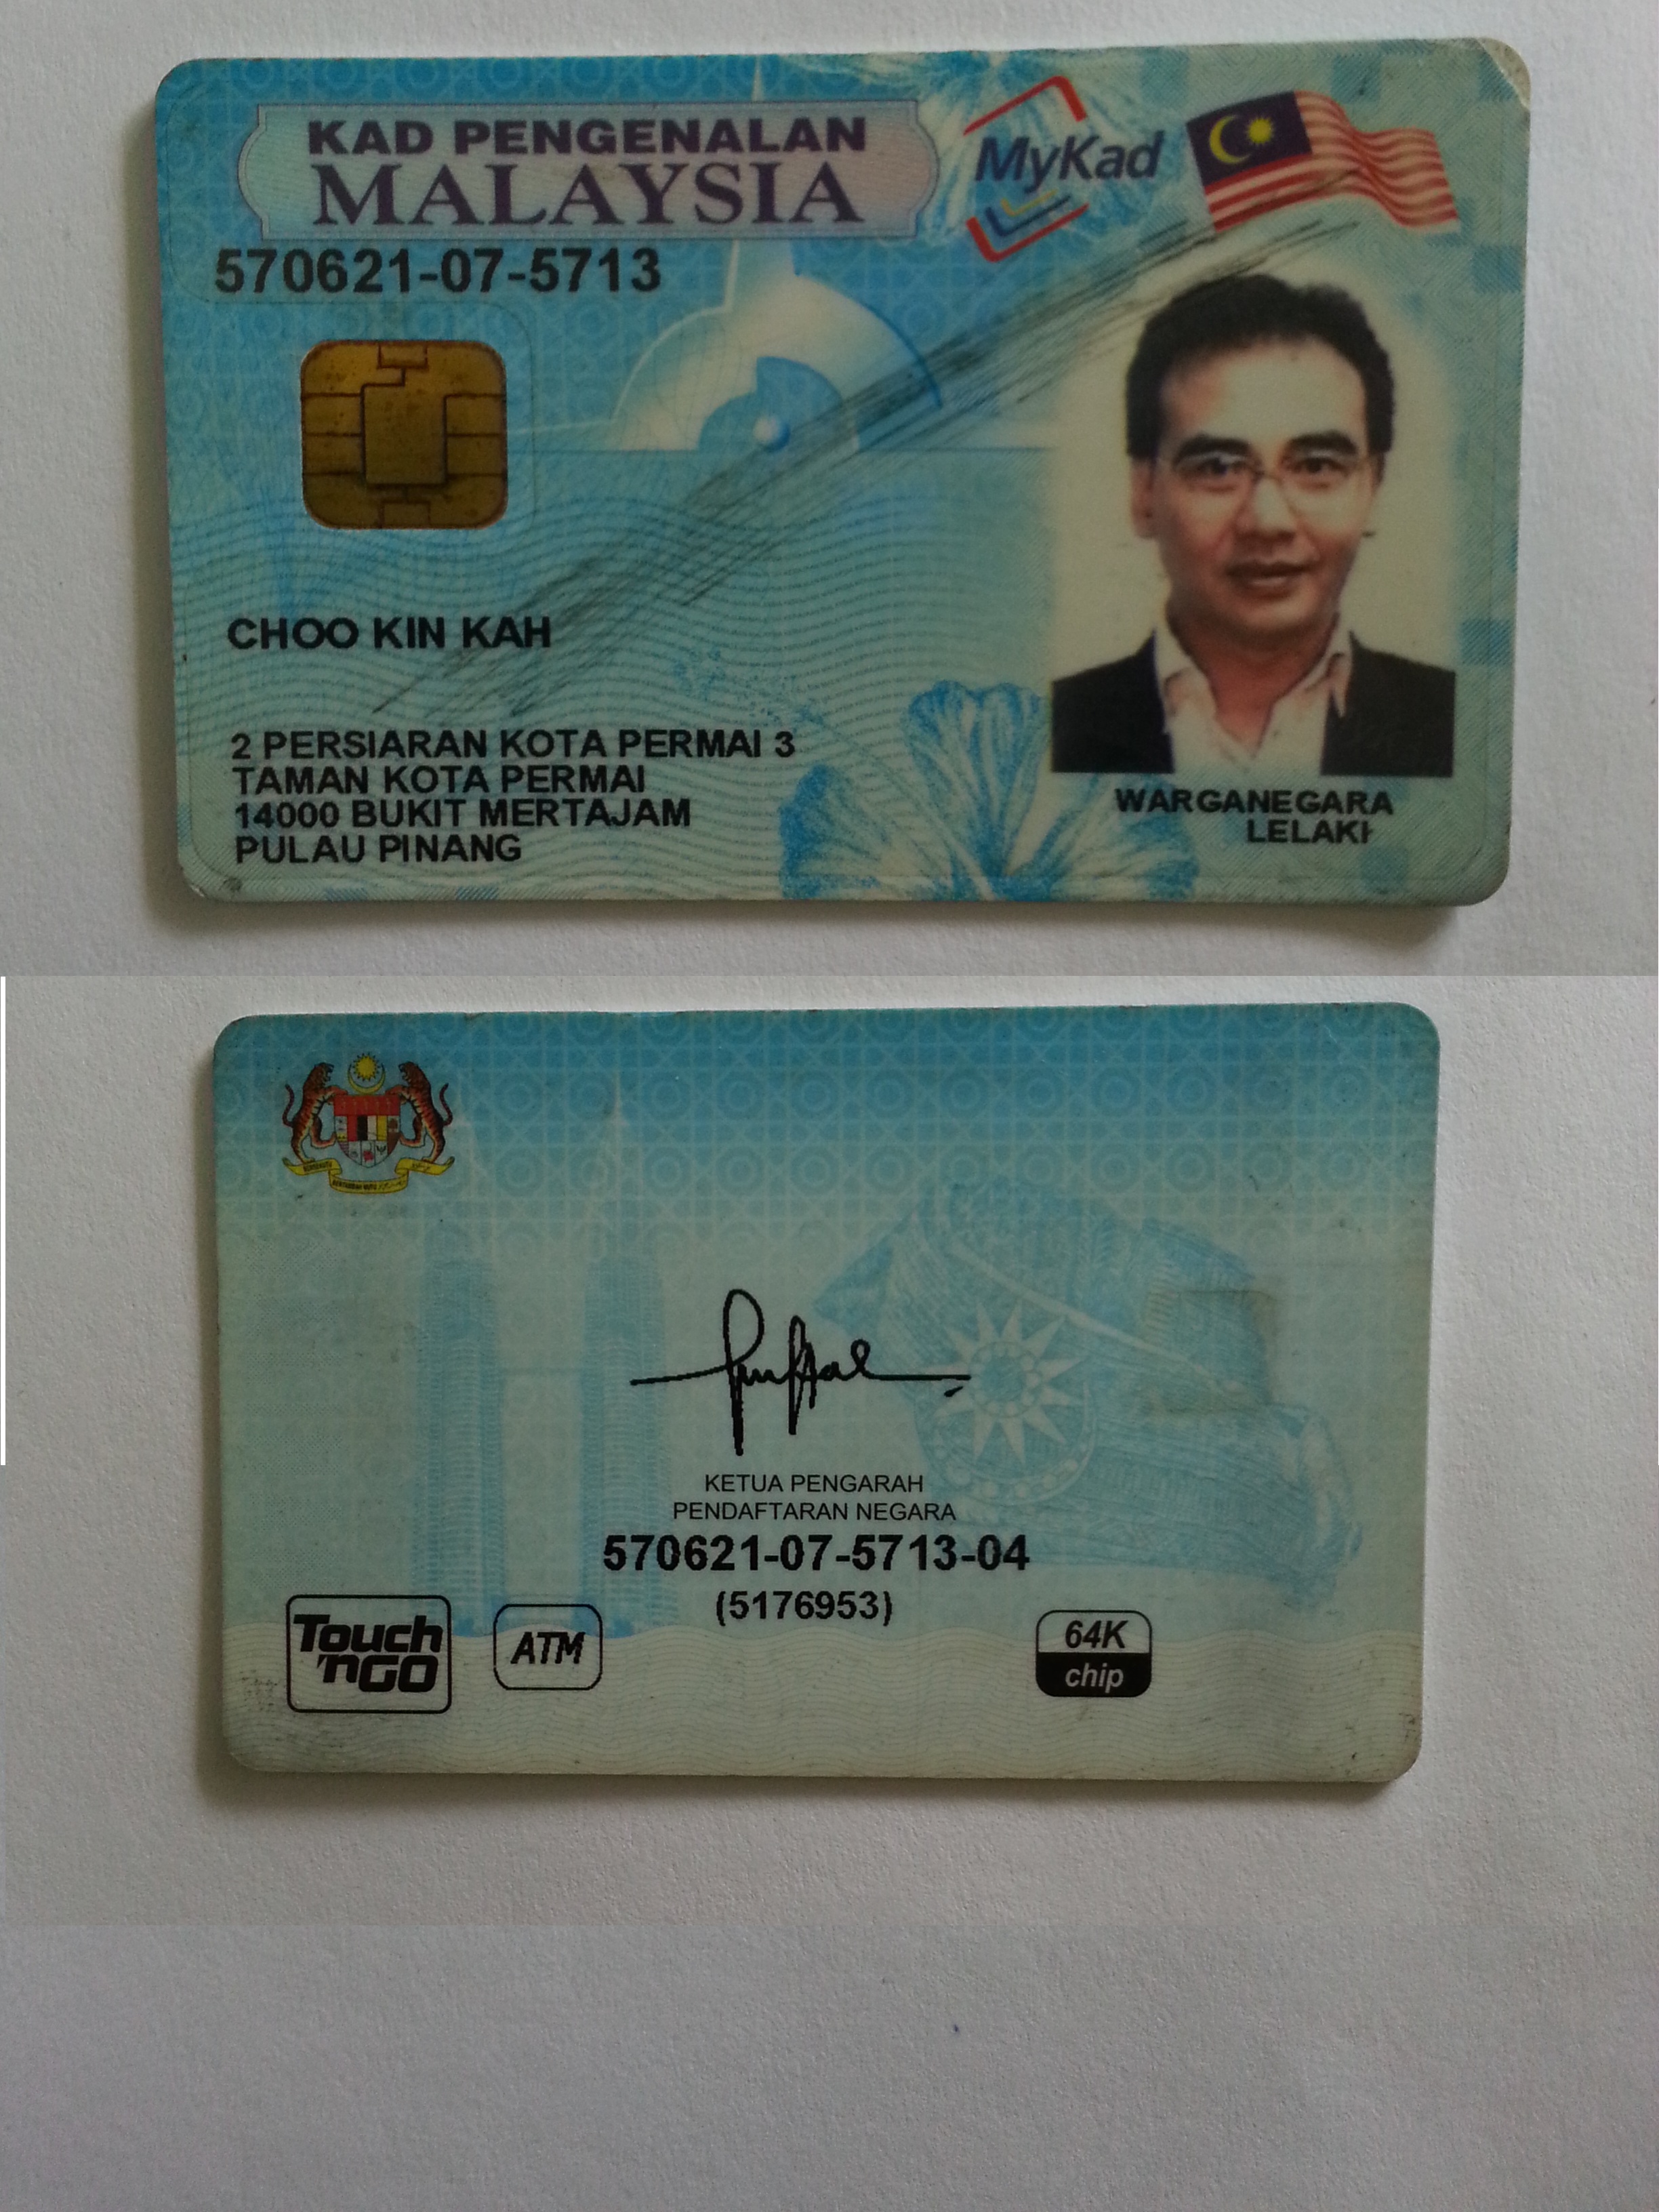 KAD PENGENALAN
MALAYSIA
MyKad
570621-07-5713
CHOO KIN KAH
2 PERSIARAN KOTA PERMAI 3
TAMAN KOTA PERMAI
14000 BUKIT MERTAJAM
PULAU PINANG
WARGANEGARA
LELAKI
KETUA PENGARAH
PENDAFTARAN NEGARA
570621-07-5713-04
(5176953)
Touch
'nGO
ATM
64K
chip